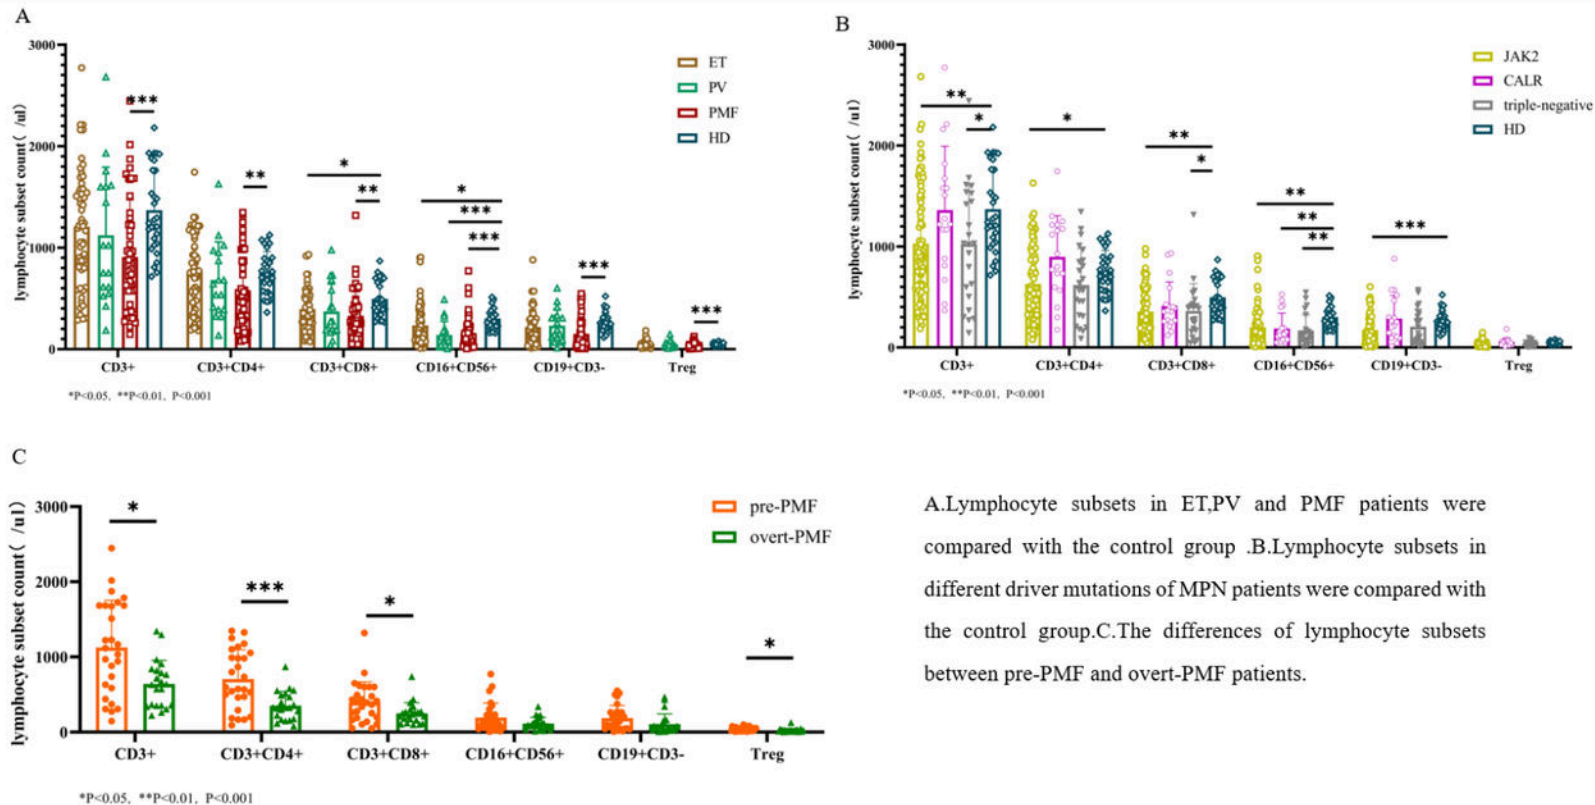 A
3000
2000
1000
0
lymphocyte subset count( /ul)
ET
PV
PMF
HD
***
**
*
**
*
***
***
***
***
CD3+
CD3+CD4+
CD3+CD8+
CD16+CD56+
CD19+CD3-
Treg
*P<0.05, **P<0.01, P<0.001
B
3000
2000
1000
0
lymphocyte subset count( /ul)
JAK2
CALR
triple-negative
HD
**
*
*
**
*
**
**
**
***
CD3+
CD3+CD4+
CD3+CD8+
CD16+CD56+
CD19+CD3-
Treg
*P<0.05, **P<0.01, P<0.001
C
3000
2000
1000
0
lymphocyte subset count( /ul)
pre-PMF
overt-PMF
*
***
*
*
CD3+
CD3+CD4+
CD3+CD8+
CD16+CD56+
CD19+CD3-
Treg
*P<0.05, **P<0.01, P<0.001
A.Lymphocyte subsets in ET,PV and PMF patients were
compared with the control group .B.Lymphocyte subsets in
different driver mutations of MPN patients were compared with
the control group.C.The differences of lymphocyte subsets
between pre-PMF and overt-PMF patients.